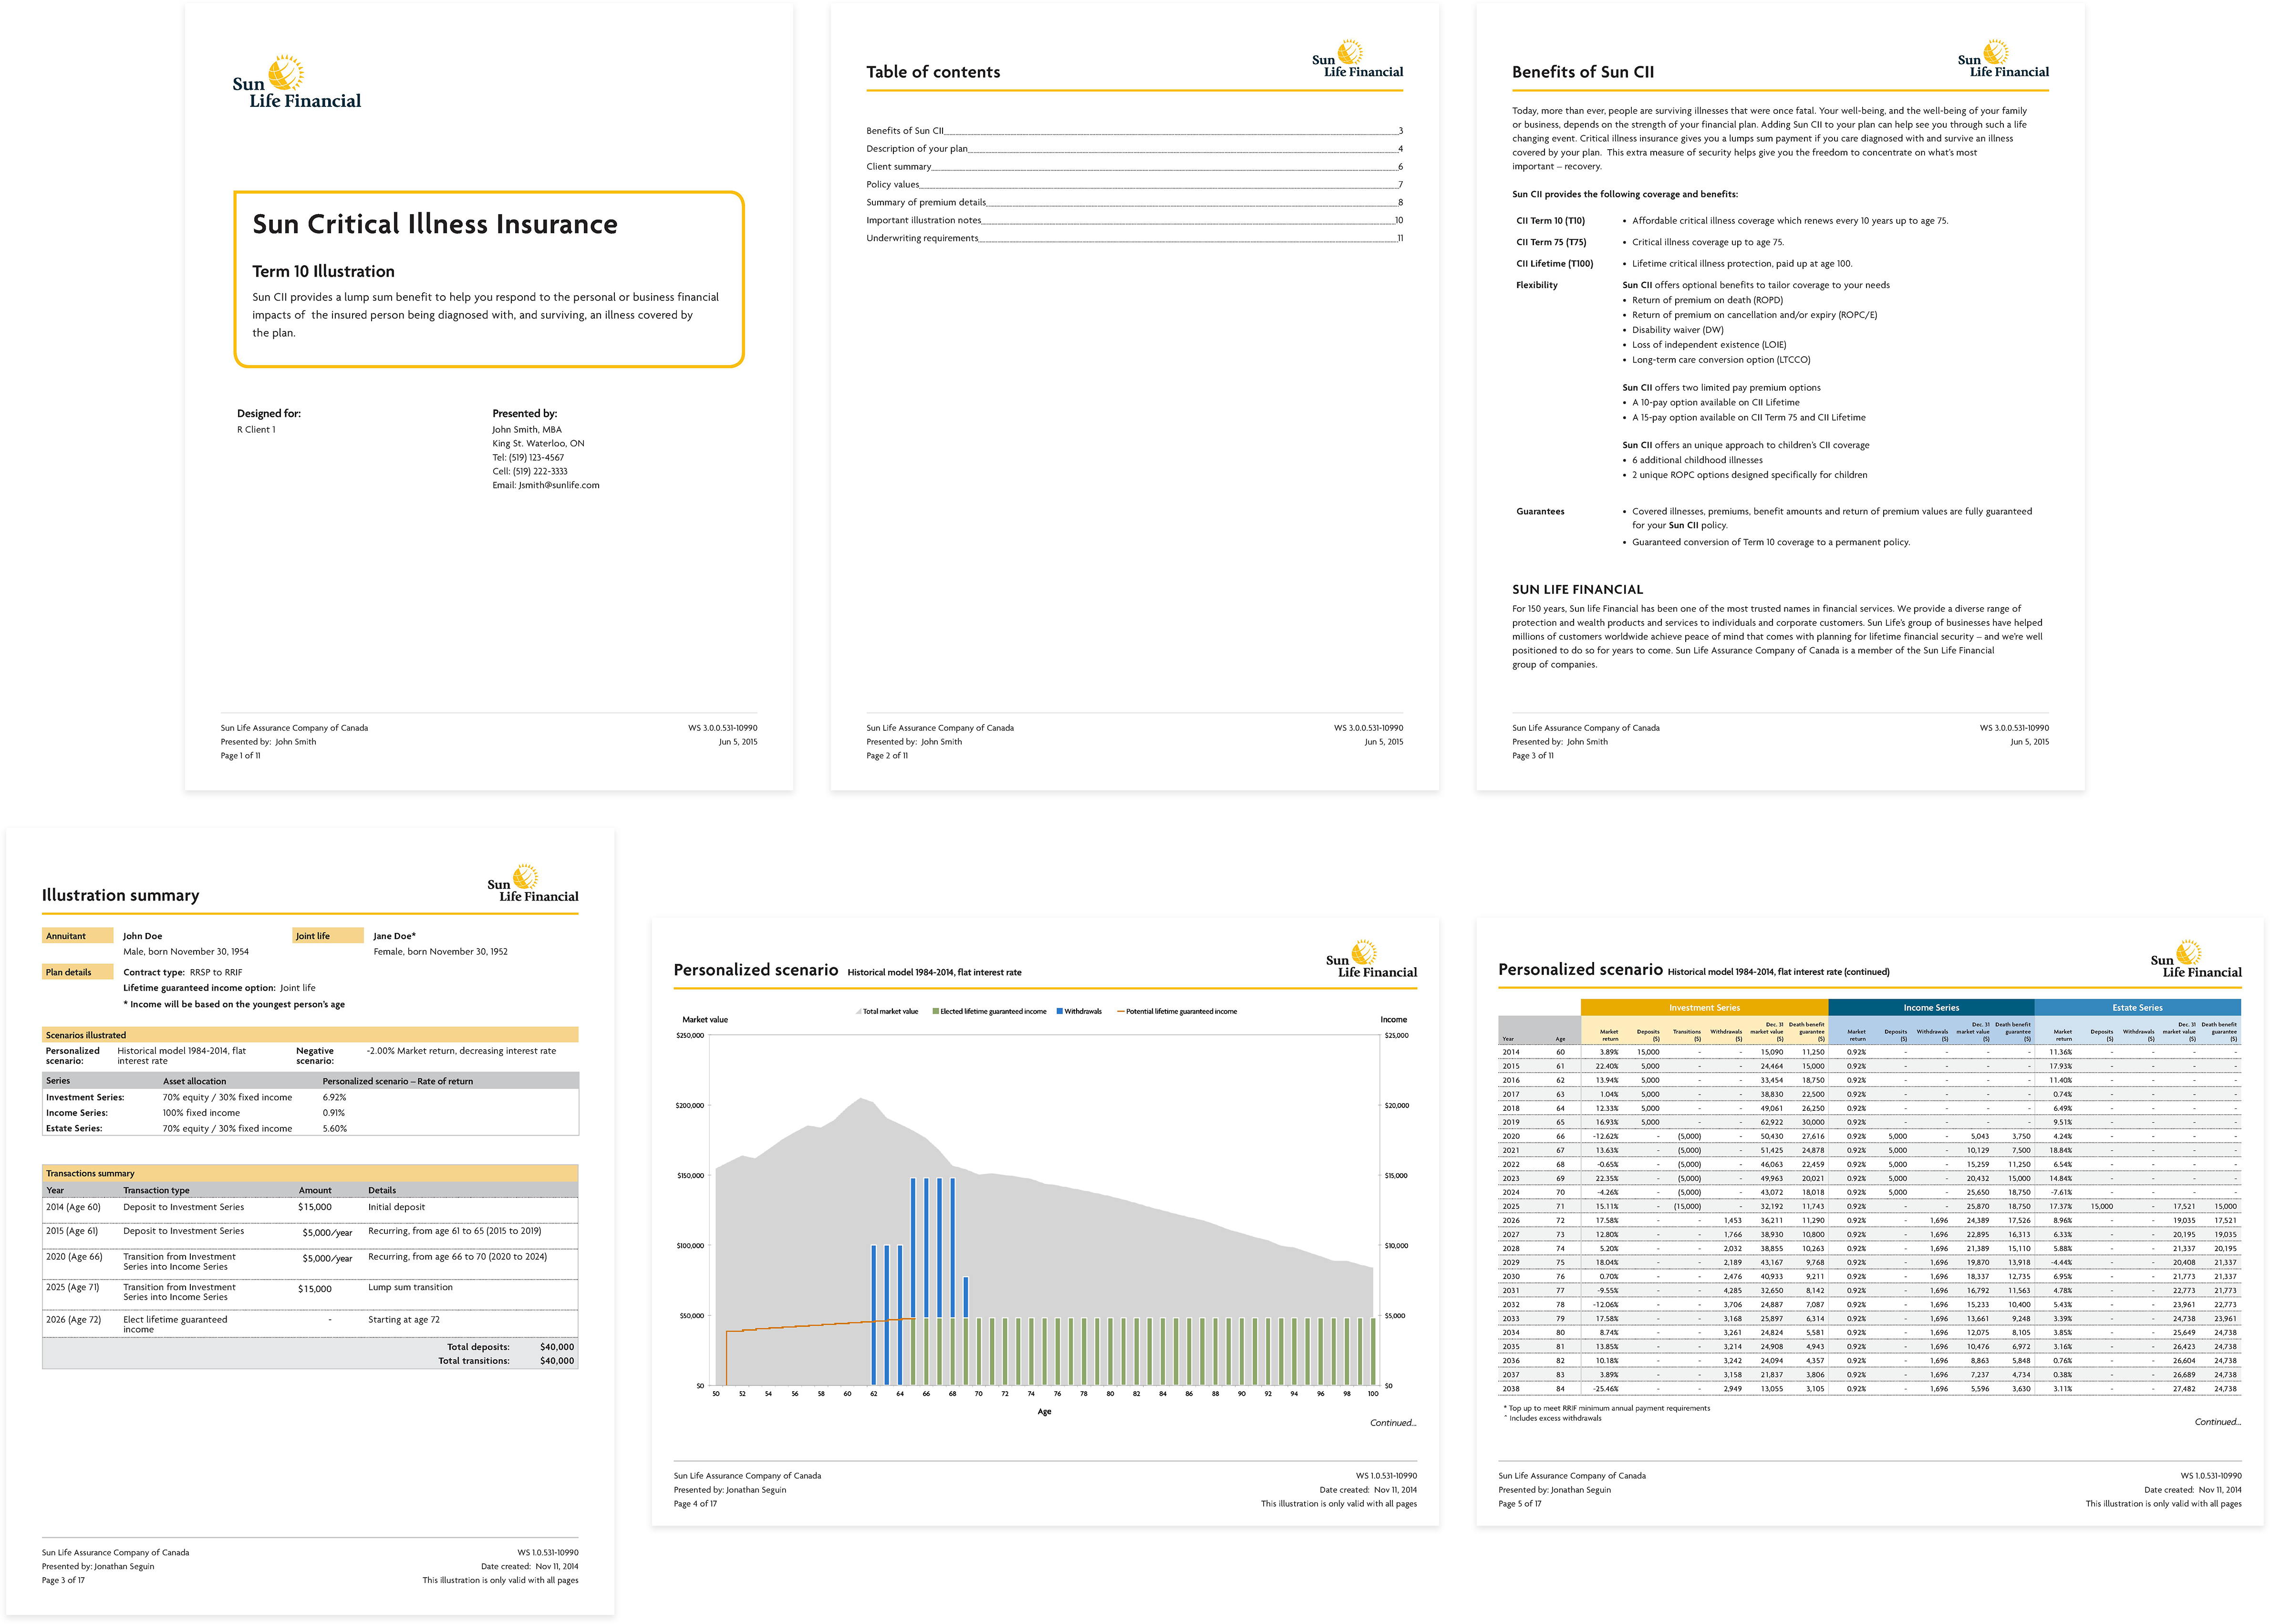 Sun
Life Financial
Sun Critical Illness Insurance
Term 10 Illustration
Sun CII provides a lump sum benefit to help you respond to the personal or business financial
impacts of the insured person being diagnosed with, and surviving, an illness covered by
the plan.
Designed for:
R Client 1
Presented by:
John Smith, MBA
King St. Waterloo, ON
Tel: (519) 123-4567
Cell: (519) 222-3333
Email: Jsmith@sunlife.com
Sun Life Assurance Company of Canada WS 3.0.0.531-10990
Presented by: John Smith Jun 5, 2015
Page 1 of 11
Table of contents
Sun
Life Financial
Benefits of Sun CII 3
Description of your plan 4
Client summary 6
Policy values 7
Summary of premium details 8
Important illustration notes 10
Underwriting requirements 11
Sun Life Assurance Company of Canada WS 3.0.0.531-10990
Presented by: John Smith Jun 5, 2015
Page 2 of 11
Benefits of Sun CII
Sun
Life Financial
Today, more than ever, people are surviving illnesses that were once fatal. Your well-being, and the well-being of your family
or business, depends on the strength of your financial plan. Adding Sun CII to your plan can help see you through such a life
changing event. Critical illness insurance gives you a lumps sum payment if you care diagnosed with and survive an illness
covered by your plan. This extra measure of security helps give you the freedom to concentrate on what's most
important – recovery.
Sun CII provides the following coverage and benefits:
CII Term 10 (T10) • Affordable critical illness coverage which renews every 10 years up to age 75.
CII Term 75 (T75) • Critical illness coverage up to age 75.
CII Lifetime (T100) • Lifetime critical illness protection, paid up at age 100.
Flexibility Sun CII offers optional benefits to tailor coverage to your needs
• Return of premium on death (ROPD)
• Return of premium on cancellation and/or expiry (ROPC/E)
• Disability waiver (DW)
• Loss of independent existence (LOIE)
• Long-term care conversion option (LTCCO)
Sun CII offers two limited pay premium options
• A 10-pay option available on CII Lifetime
• A 15-pay option available on CII Term 75 and CII Lifetime
Sun CII offers an unique approach to children's CII coverage
• 6 additional childhood illnesses
• 2 unique ROPC options designed specifically for children
Guarantees • Covered illnesses, premiums, benefit amounts and return of premium values are fully guaranteed
for your Sun CII policy.
• Guaranteed conversion of Term 10 coverage to a permanent policy.
SUN LIFE FINANCIAL
For 150 years, Sun life Financial has been one of the most trusted names in financial services. We provide a diverse range of
protection and wealth products and services to individuals and corporate customers. Sun Life's group of businesses have helped
millions of customers worldwide achieve peace of mind that comes with planning for lifetime financial security – and we're well
positioned to do so for years to come. Sun Life Assurance Company of Canada is a member of the Sun Life Financial
group of companies.
Sun Life Assurance Company of Canada WS 3.0.0.531-10990
Presented by: John Smith Jun 5, 2015
Page 3 of 11
Illustration summary
Sun
Life Financial
Annuitant John Doe Joint life Jane Doe*
Male, born November 30, 1954 Female, born November 30, 1952
Plan details Contract type: RRSP to RRIF
Lifetime guaranteed income option: Joint life
* Income will be based on the youngest person's age
Scenarios illustrated
Personalized scenario: Historical model 1984-2014, flat interest rate Negative scenario: -2.00% Market return, decreasing interest rate
Series Asset allocation Personalized scenario – Rate of return
Investment Series: 70% equity / 30% fixed income 6.92%
Income Series: 100% fixed income 0.91%
Estate Series: 70% equity / 30% fixed income 5.60%
Transactions summary
Year Transaction type Amount Details
2014 (Age 60) Deposit to Investment Series $15,000 Initial deposit
2015 (Age 61) Deposit to Investment Series $5,000/year Recurring, from age 61 to 65 (2015 to 2019)
2020 (Age 66) Transition from Investment Series into Income Series $5,000/year Recurring, from age 66 to 70 (2020 to 2024)
2025 (Age 71) Transition from Investment Series into Income Series $15,000 Lump sum transition
2026 (Age 72) Elect lifetime guaranteed income - Starting at age 72
Total deposits: $40,000
Total transitions: $40,000
Sun Life Assurance Company of Canada WS 1.0.531-10990
Presented by: Jonathan Seguin Date created: Nov 11, 2014
Page 3 of 17 This illustration is only valid with all pages
Personalized scenario Historical model 1984-2014, flat interest rate
Sun
Life Financial
Total market value Elected lifetime guaranteed income Withdrawals Potential lifetime guaranteed income
Market value Income
$250,000 $25,000
$200,000 $20,000
$150,000 $15,000
$100,000 $10,000
$50,000 $5,000
$0 $0
50 52 54 56 58 60 62 64 66 68 70 72 74 76 78 80 82 84 86 88 90 92 94 96 98 100
Age
Continued...
Sun Life Assurance Company of Canada WS 1.0.531-10990
Presented by: Jonathan Seguin Date created: Nov 11, 2014
Page 4 of 17 This illustration is only valid with all pages
Personalized scenario Historical model 1984-2014, flat interest rate (continued)
Sun
Life Financial
Investment Series Income Series Estate Series
Year Age Market return Deposits ($) Transitions ($) Withdrawals ($) Dec. 31 market value ($) Death benefit guarantee ($) Market return Deposits ($) Withdrawals ($) Dec. 31 market value ($) Death benefit guarantee ($) Market return Deposits ($) Withdrawals ($) Dec. 31 market value ($) Death benefit guarantee ($)
2014 60 3.89% 15,000 - - 15,090 11,250 0.92% - - - - 11.36% - - - -
2015 61 22.40% 5,000 - - 24,464 15,000 0.92% - - - - 17.93% - - - -
2016 62 13.94% 5,000 - - 33,454 18,750 0.92% - - - - 11.40% - - - -
2017 63 1.04% 5,000 - - 38,830 22,500 0.92% - - - - 0.74% - - - -
2018 64 12.33% 5,000 - - 49,061 26,250 0.92% - - - - 6.49% - - - -
2019 65 16.93% 5,000 - - 62,922 30,000 0.92% - - - - 9.51% - - - -
2020 66 -12.62% - (5,000) - 50,430 27,616 0.92% 5,000 - 5,043 3,750 4.24% - - - -
2021 67 13.63% - (5,000) - 51,425 24,878 0.92% 5,000 - 10,129 7,500 18.84% - - - -
2022 68 -0.65% - (5,000) - 46,063 22,459 0.92% 5,000 - 15,259 11,250 6.54% - - - -
2023 69 22.35% - (5,000) - 49,963 20,021 0.92% 5,000 - 20,432 15,000 14.84% - - - -
2024 70 -4.26% - (5,000) - 43,072 18,018 0.92% 5,000 - 25,650 18,750 -7.61% - - - -
2025 71 15.11% - (15,000) - 32,192 11,743 0.92% - - 25,870 18,750 17.37% 15,000 - 17,521 15,000
2026 72 17.58% - - 1,453 36,211 11,290 0.92% - 1,696 24,389 17,526 8.96% - - 19,035 17,521
2027 73 12.80% - - 1,766 38,930 10,800 0.92% - 1,696 22,895 16,313 6.33% - - 20,195 19,035
2028 74 5.20% - - 2,032 38,855 10,263 0.92% - 1,696 21,389 15,110 5.88% - - 21,337 20,195
2029 75 18.04% - - 2,189 43,167 9,768 0.92% - 1,696 19,870 13,918 -4.44% - - 20,408 21,337
2030 76 0.70% - - 2,476 40,933 9,211 0.92% - 1,696 18,337 12,735 6.95% - - 21,773 21,337
2031 77 -9.55% - - 4,285 32,650 8,142 0.92% - 1,696 16,792 11,563 4.78% - - 22,773 21,773
2032 78 -12.06% - - 3,706 24,887 7,087 0.92% - 1,696 15,233 10,400 5.43% - - 23,961 22,773
2033 79 17.58% - - 3,168 25,897 6,314 0.92% - 1,696 13,661 9,248 3.39% - - 24,738 23,961
2034 80 8.74% - - 3,261 24,824 5,581 0.92% - 1,696 12,075 8,105 3.85% - - 25,649 24,738
2035 81 13.85% - - 3,214 24,908 4,943 0.92% - 1,696 10,476 6,972 3.16% - - 26,423 24,738
2036 82 10.18% - - 3,242 24,094 4,357 0.92% - 1,696 8,863 5,848 0.76% - - 26,604 24,738
2037 83 3.89% - - 3,158 21,837 3,806 0.92% - 1,696 7,237 4,734 0.38% - - 26,689 24,738
2038 84 -25.46% - - 2,949 13,055 3,105 0.92% - 1,696 5,596 3,630 3.11% - - 27,482 24,738
* Top up to meet RRIF minimum annual payment requirements
^ Includes excess withdrawals
Continued...
Sun Life Assurance Company of Canada WS 1.0.531-10990
Presented by: Jonathan Seguin Date created: Nov 11, 2014
Page 5 of 17 This illustration is only valid with all pages